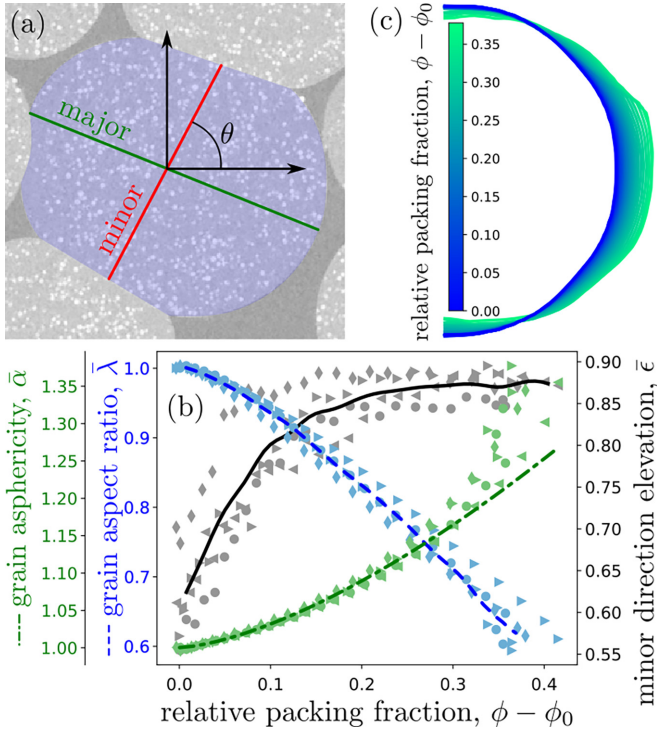 (a)
major
minor
θ
(c)
relative packing fraction, ϕ − ϕ₀
0.35
0.30
0.25
0.20
0.15
0.10
0.05
0.00
(b)
grain asphericity, ᾱ
1.35
1.30
1.25
1.20
1.15
1.10
1.05
1.00
grain aspect ratio, λ̄
1.0
0.9
0.8
0.7
0.6
minor direction elevation, ϵ̄
0.90
0.85
0.80
0.75
0.70
0.65
0.60
0.55
0.0 0.1 0.2 0.3 0.4
relative packing fraction, ϕ − ϕ₀